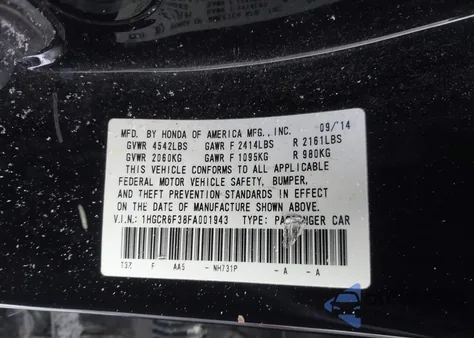 MFD. BY HONDA OF AMERICA MFG., INC. 09/14
GVWR 4542LBS GAWR F 2414LBS R 2161LBS
GVWR 2060KG GAWR F 1095KG R 980KG
THIS VEHICLE CONFORMS TO ALL APPLICABLE
FEDERAL MOTOR VEHICLE SAFETY, BUMPER,
AND THEFT PREVENTION STANDARDS IN EFFECT
ON THE DATE OF MANUFACTURE SHOWN ABOVE.
V.I.N.: 1HGCR6F38FA001943 TYPE: PASSENGER CAR
T3Z F AA5 - NH731P - A - A